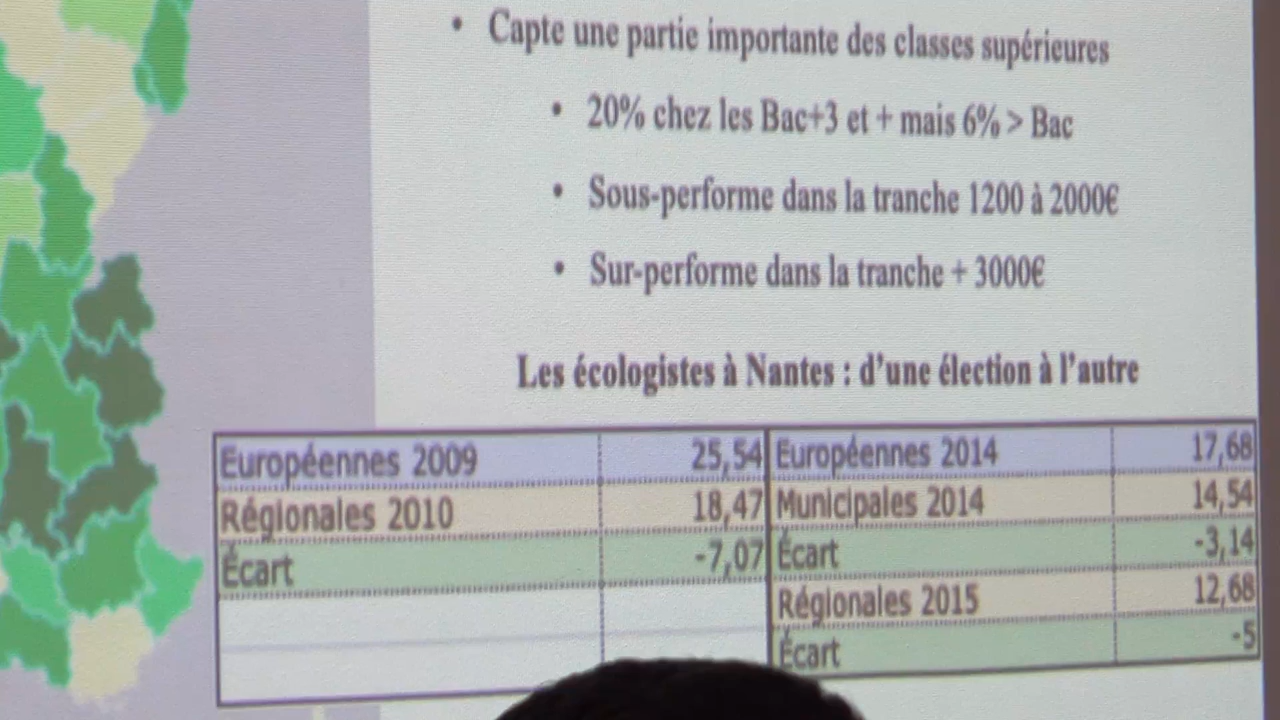 • Capte une partie importante des classes supérieures
• 20% chez les Bac+3 et + mais 6% > Bac
• Sous-performe dans la tranche 1200 à 2000€
• Sur-performe dans la tranche + 3000€
Les écologistes à Nantes : d'une élection à l'autre
Européennes 2009 25,54 Européennes 2014 17,68
Régionales 2010 18,47 Municipales 2014 14,54
Écart -7,07 Écart -3,14
Régionales 2015 12,68
Écart -5